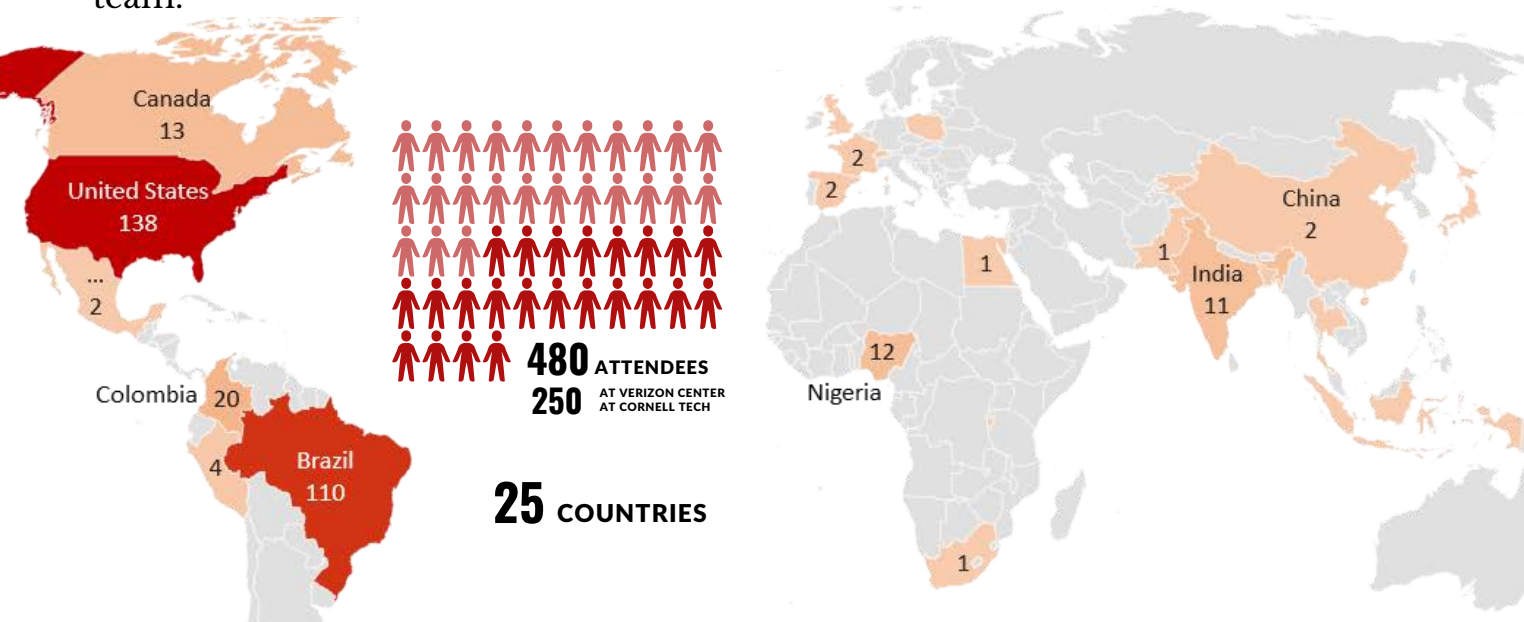 team.
Canada
13
United States
138
...
2
Colombia
20
4
Brazil
110
480 ATTENDEES
250 AT VERIZON CENTER
AT CORNELL TECH
25 COUNTRIES
2
2
1
12
Nigeria
1
China
2
1
India
11